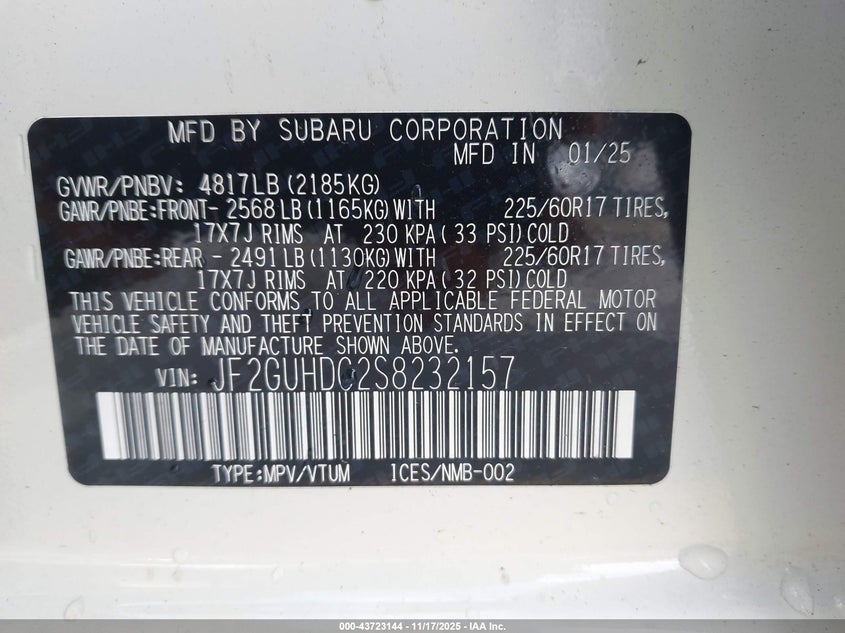 MFD BY SUBARU CORPORATION
MFD IN 01/25
GVWR/PNBV: 4817LB (2185KG)
GAWR/PNBE:FRONT- 2568 LB (1165KG) WITH 225/60R17 TIRES,
17X7J RIMS AT 230 KPA ( 33 PSI) COLD
GAWR/PNBE:REAR - 2491 LB (1130KG) WITH 225/60R17 TIRES,
17X7J RIMS AT 220 KPA ( 32 PSI) COLD
THIS VEHICLE CONFORMS TO ALL APPLICABLE FEDERAL MOTOR
VEHICLE SAFETY AND THEFT PREVENTION STANDARDS IN EFFECT ON
THE DATE OF MANUFACTURE SHOWN ABOVE.
VIN: JF2GUHDC2S8232157
TYPE:MPV/VTUM ICES/NMB-002
000-43723144 - 11/17/2025 - IAA Inc.